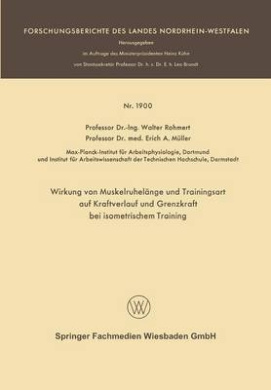 FORSCHUNGSBERICHTE DES LANDES NORDRHEIN-WESTFALEN
Herausgegeben
im Auftrage des Ministerpräsidenten Heinz Kühn
von Staatssekretär Professor Dr. h. c. Dr. E. h. Leo Brandt
Nr. 1900
Professor Dr.-Ing. Walter Rohmert
Professor Dr. med. Erich A. Müller
Max-Planck-Institut für Arbeitsphysiologie, Dortmund
und Institut für Arbeitswissenschaft der Technischen Hochschule, Darmstadt
Wirkung von Muskelruhelänge und Trainingsart
auf Kraftverlauf und Grenzkraft
bei isometrischem Training
Springer Fachmedien Wiesbaden GmbH